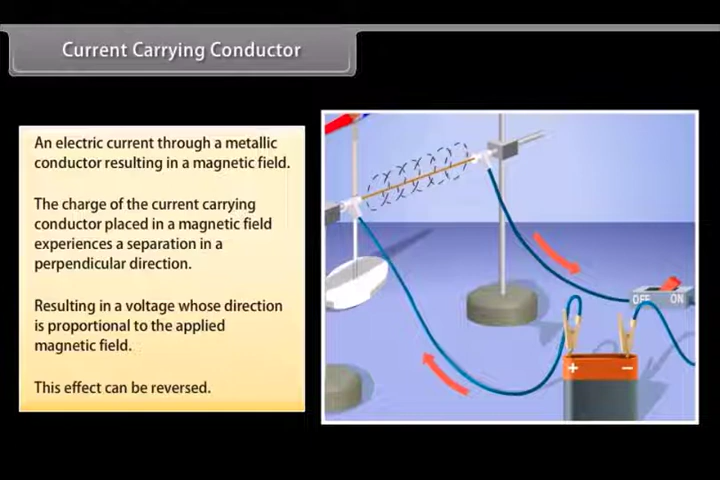 Current Carrying Conductor
An electric current through a metallic
conductor resulting in a magnetic field.
The charge of the current carrying
conductor placed in a magnetic field
experiences a separation in a
perpendicular direction.
Resulting in a voltage whose direction
is proportional to the applied
magnetic field.
This effect can be reversed.
OFF ON
+ −